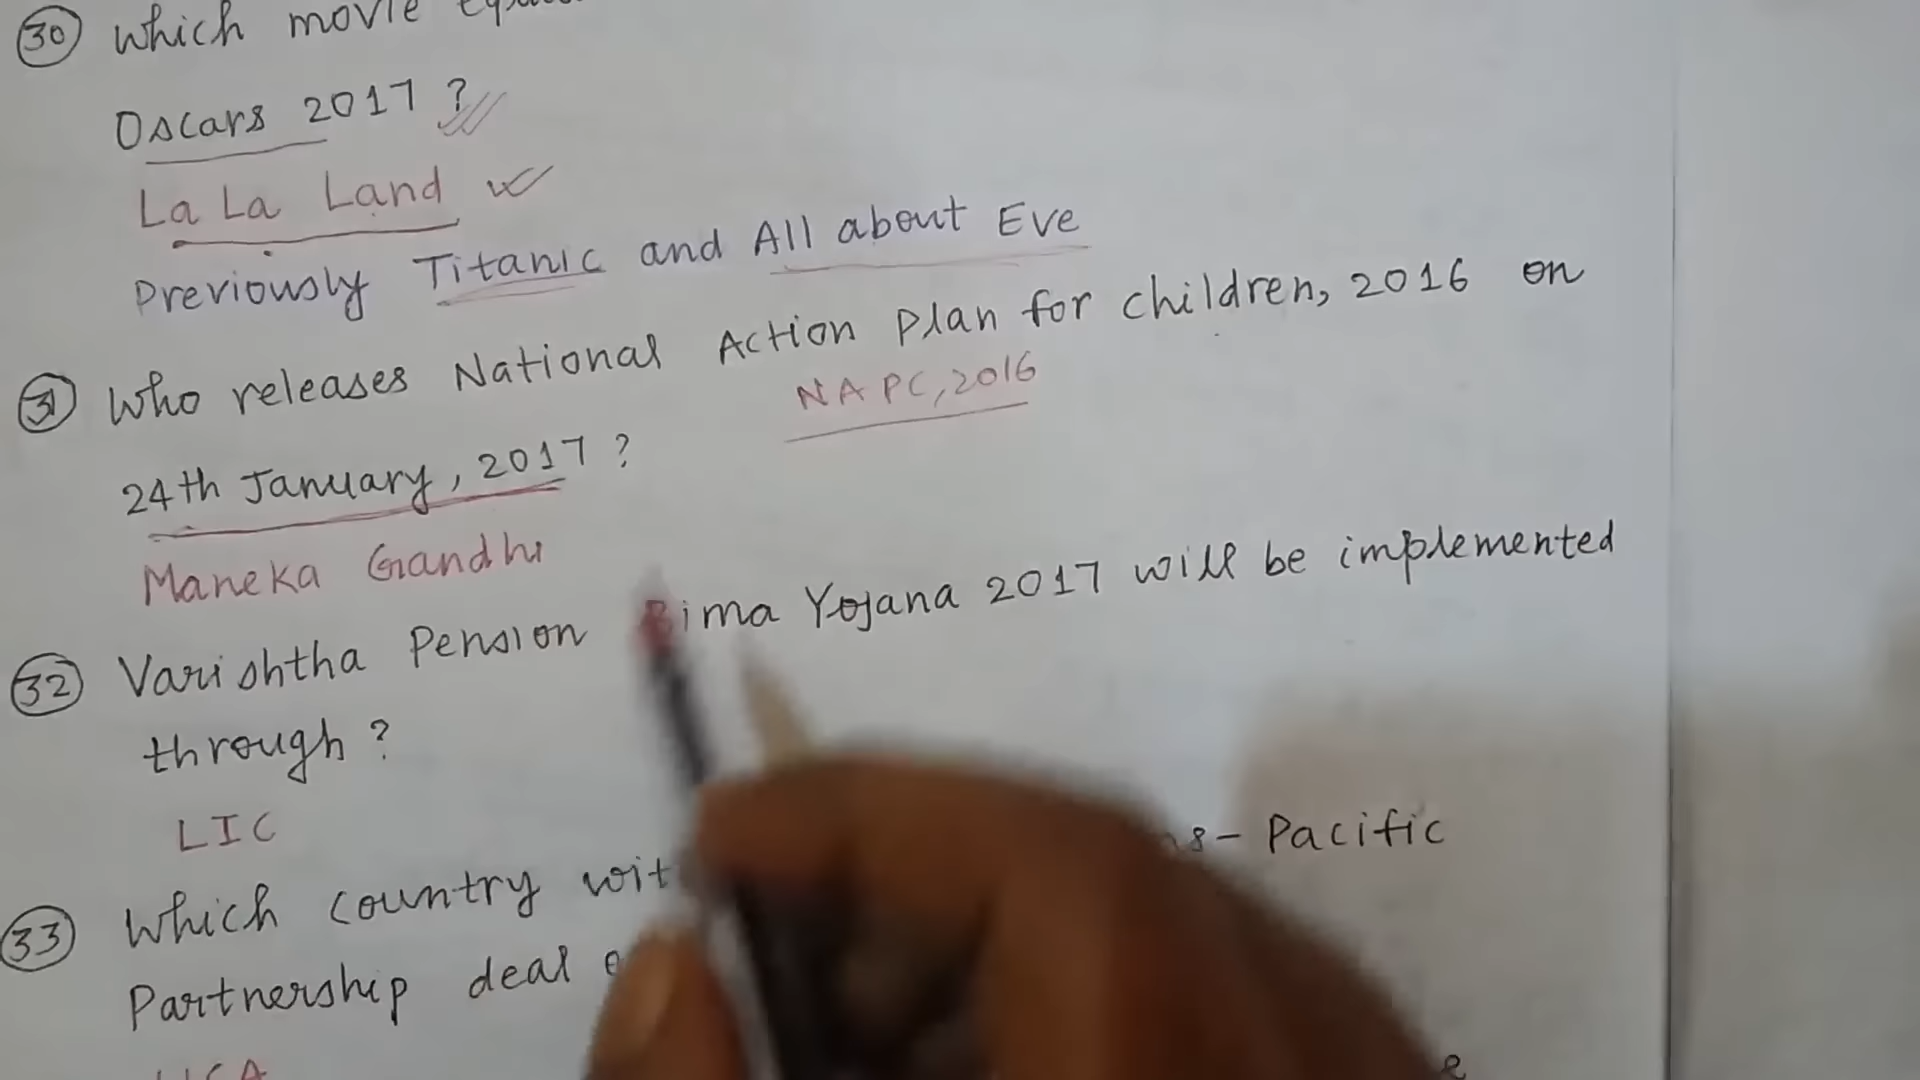 30 Which movie
Oscars 2017 ?
La La Land
Previously Titanic and All about Eve
31 Who releases National Action Plan for children, 2016 on
NAPC, 2016
24th January, 2017 ?
Maneka Gandhi
32 Varishtha Pension Bima Yojana 2017 will be implemented
through ?
LIC
33 Which country - Pacific
Partnership deal
USA